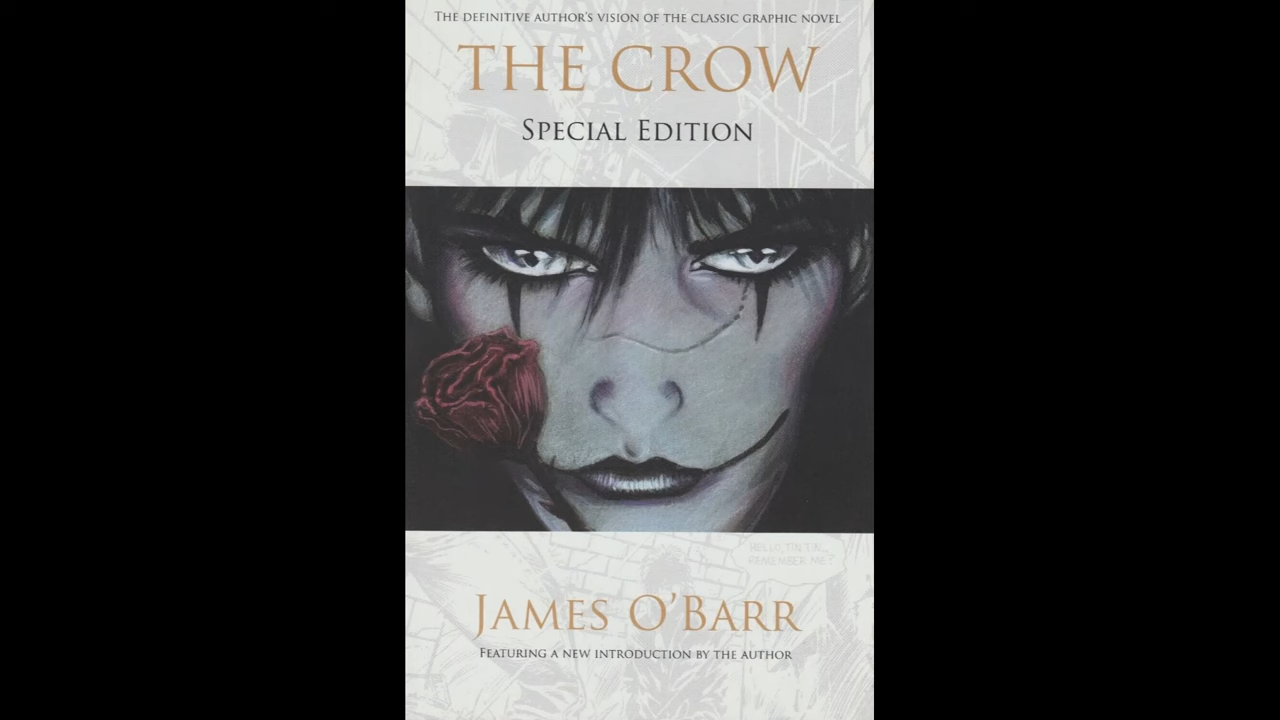 THE DEFINITIVE AUTHOR'S VISION OF THE CLASSIC GRAPHIC NOVEL
THE CROW
SPECIAL EDITION
HELLO, TIN TIN..
REMEMBER ME?
JAMES O'BARR
FEATURING A NEW INTRODUCTION BY THE AUTHOR